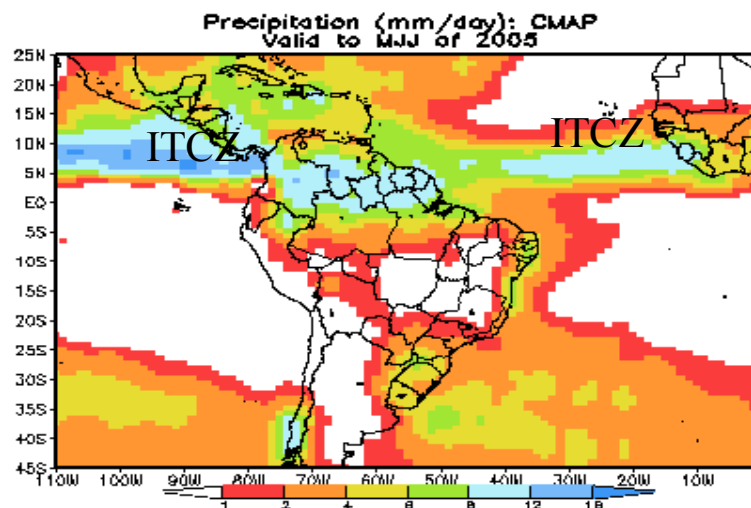 Precipitation (mm/day): CMAP
Valid to MJJ of 2005
25N
20N
15N
10N
5N
EQ
5S
10S
15S
20S
25S
30S
35S
40S
45S
ITCZ
ITCZ
110W 100W 90W 80W 70W 60W 50W 40W 30W 20W 10W
1 2 4 6 8 12 16